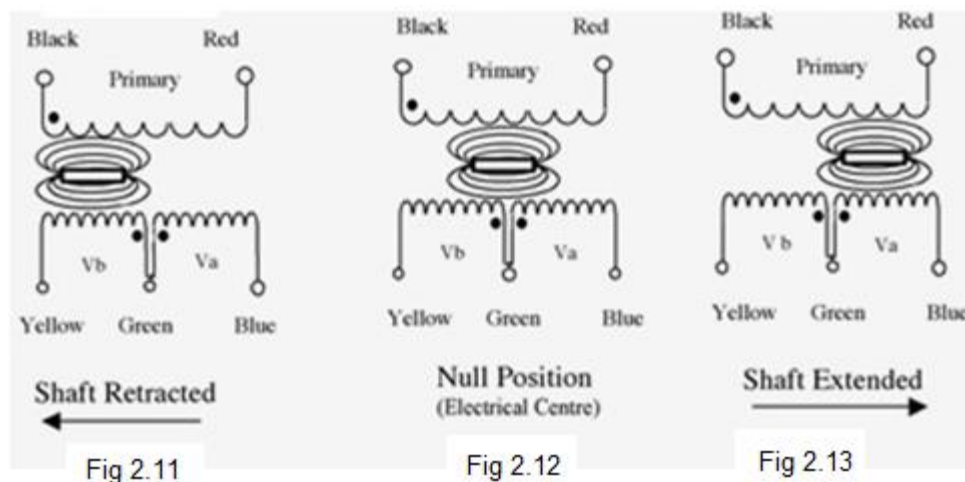 Black Red
Primary
Vb Va
Yellow Green Blue
Shaft Retracted
Fig 2.11
Black Red
Primary
Vb Va
Yellow Green Blue
Null Position
(Electrical Centre)
Fig 2.12
Black Red
Primary
V b Va
Yellow Green Blue
Shaft Extended
Fig 2.13